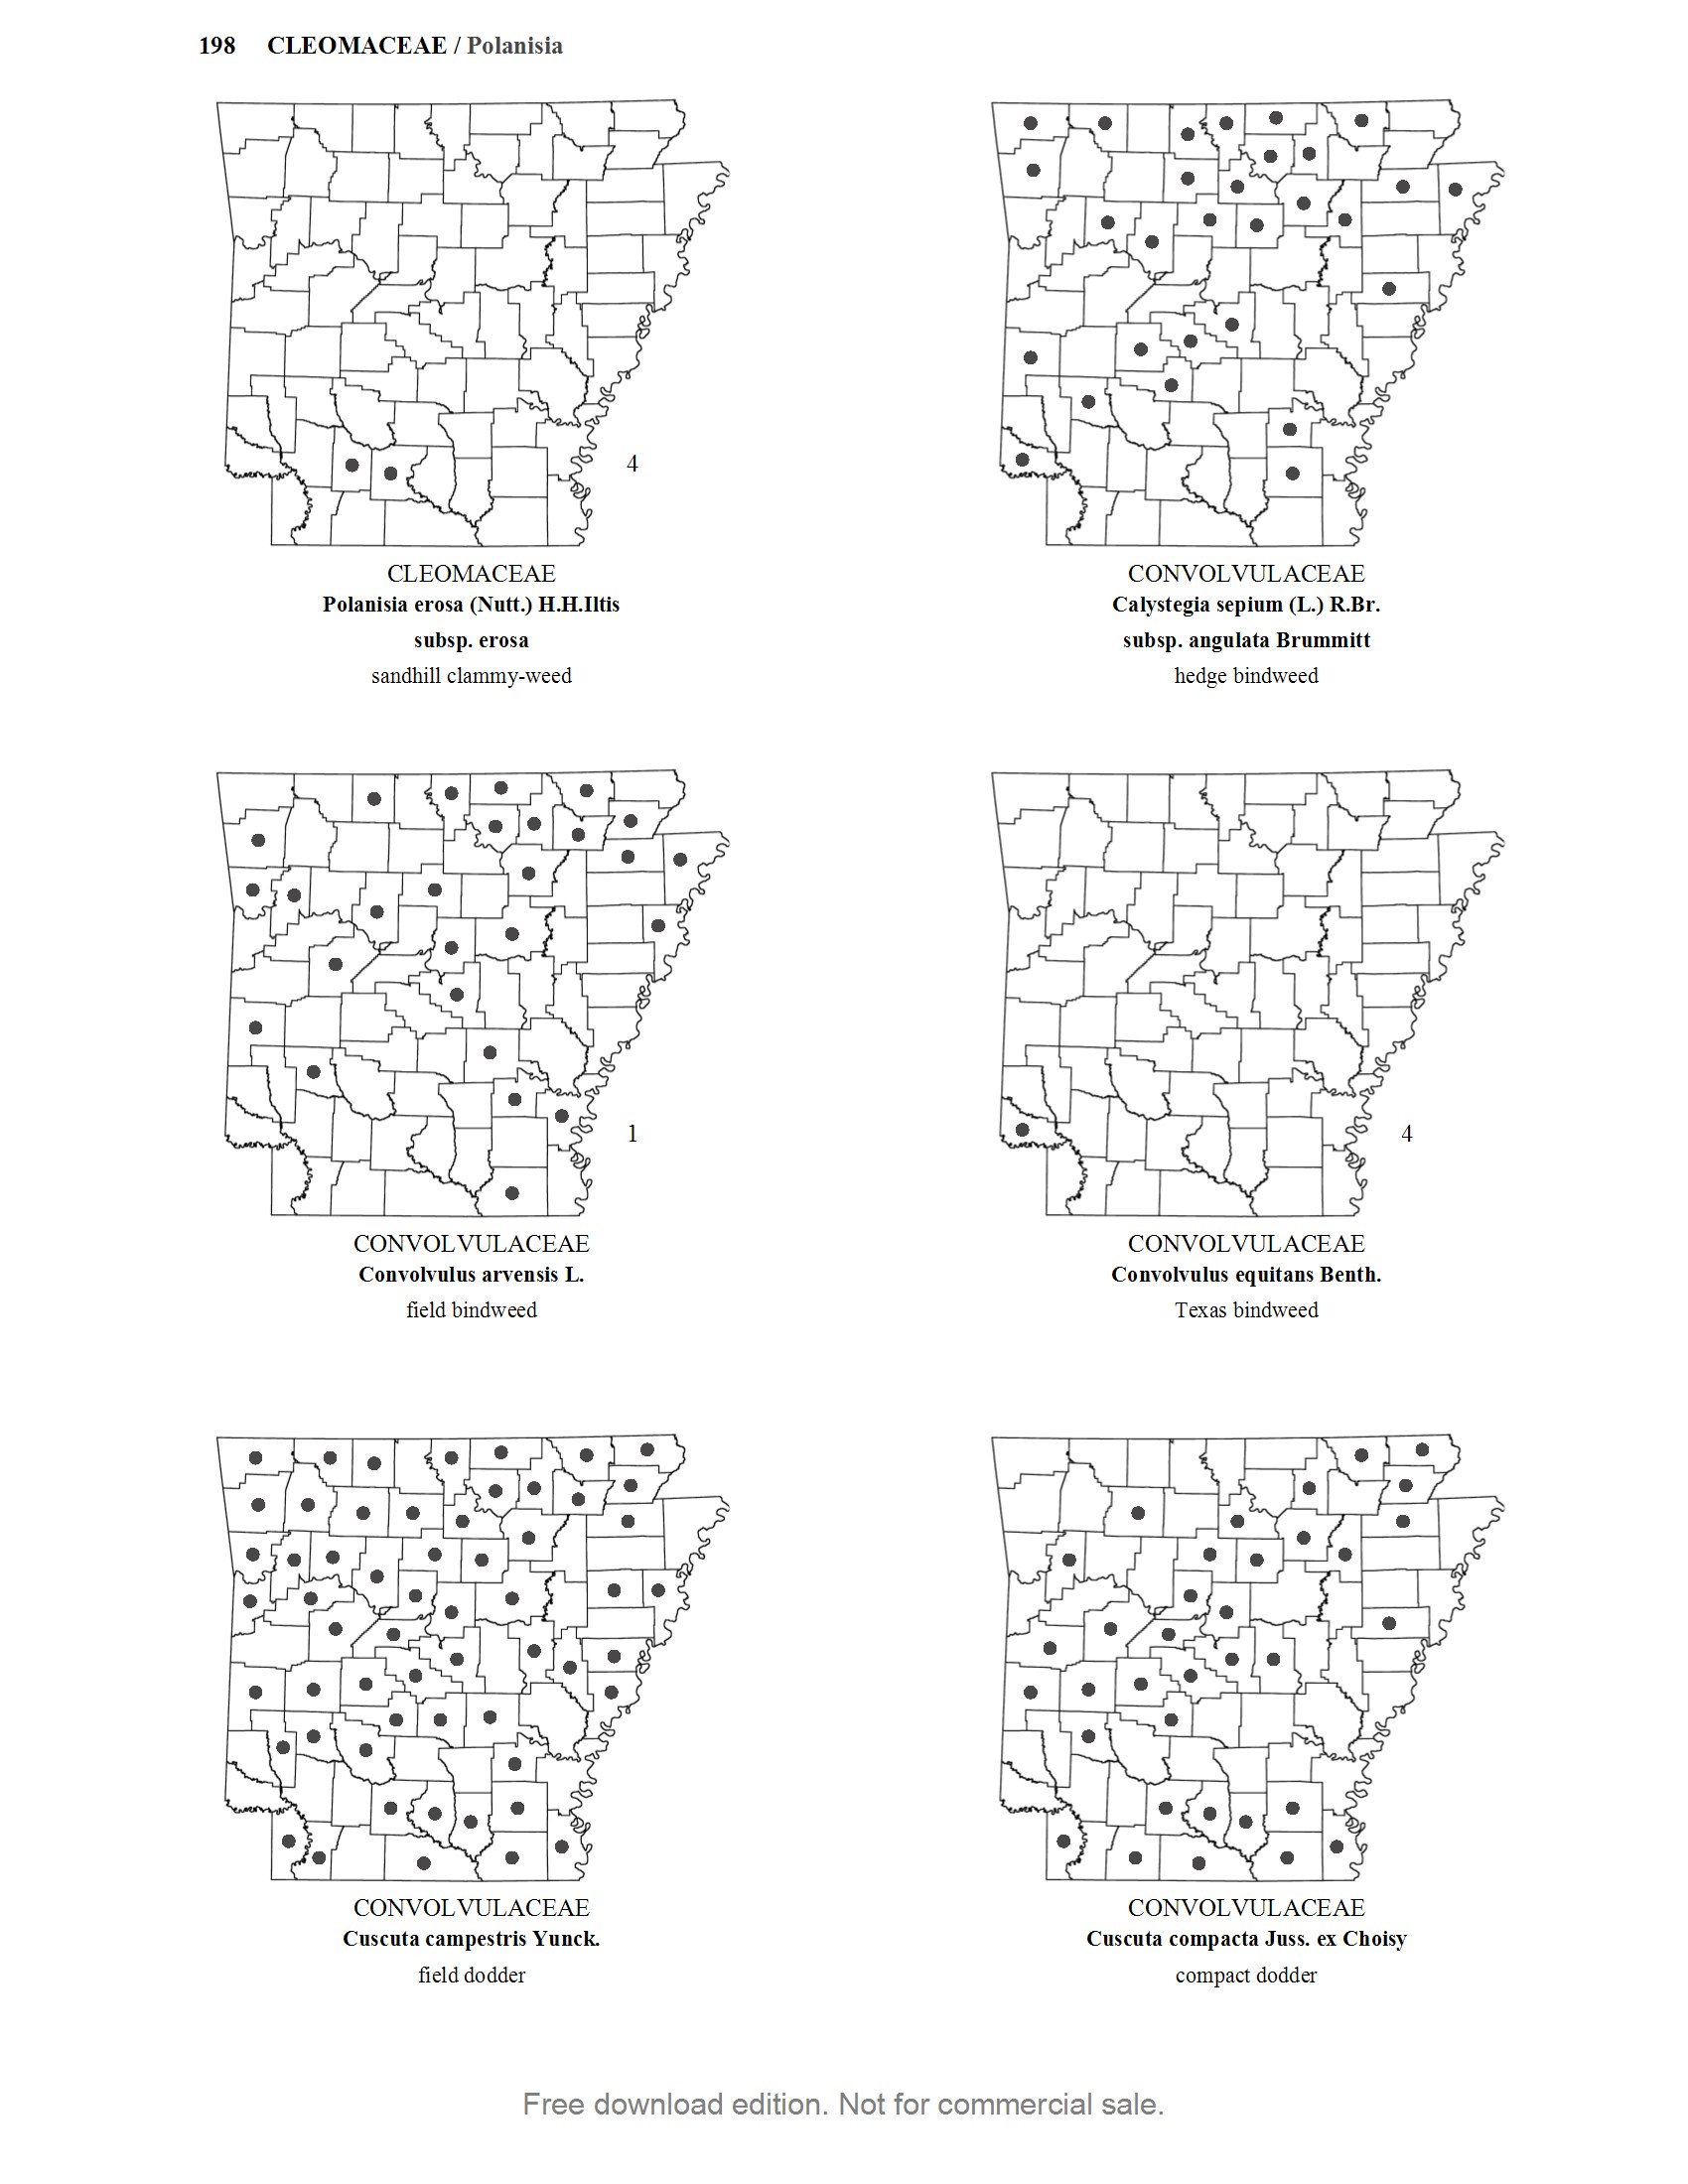 198 CLEOMACEAE / Polanisia
4
CLEOMACEAE
Polanisia erosa (Nutt.) H.H.Iltis
subsp. erosa
sandhill clammy-weed
CONVOLVULACEAE
Calystegia sepium (L.) R.Br.
subsp. angulata Brummitt
hedge bindweed
1
CONVOLVULACEAE
Convolvulus arvensis L.
field bindweed
4
CONVOLVULACEAE
Convolvulus equitans Benth.
Texas bindweed
CONVOLVULACEAE
Cuscuta campestris Yunck.
field dodder
CONVOLVULACEAE
Cuscuta compacta Juss. ex Choisy
compact dodder
Free download edition. Not for commercial sale.